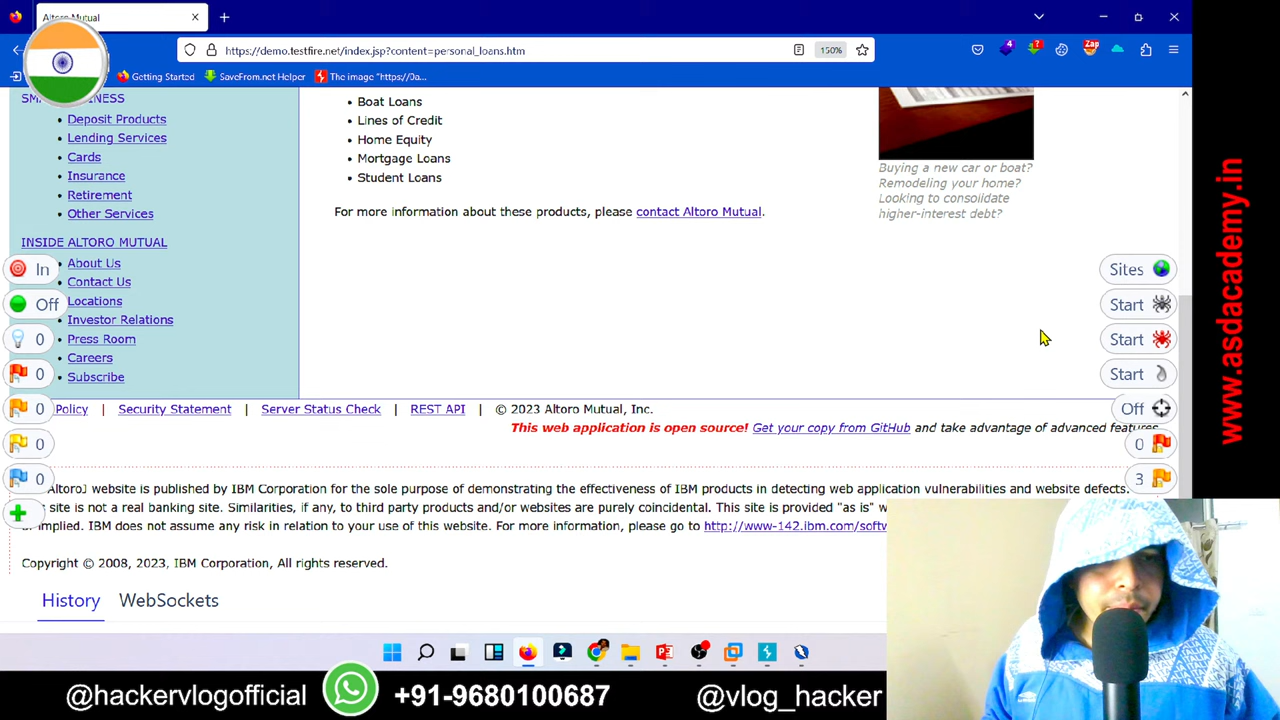 Altoro Mutual
https://demo.testfire.net/index.jsp?content=personal_loans.htm
150%
4
?
Zap
Getting Started
SaveFrom.net Helper
The image "https://0a...
Deposit Products
Lending Services
Cards
Insurance
Retirement
Other Services
INSIDE ALTORO MUTUAL
About Us
Contact Us
Locations
Investor Relations
Press Room
Careers
Subscribe
Boat Loans
Lines of Credit
Home Equity
Mortgage Loans
Student Loans
For more information about these products, please contact Altoro Mutual.
Buying a new car or boat?
Remodeling your home?
Looking to consolidate
higher-interest debt?
In
Off
0
0
0
0
0
Sites
Start
Start
Start
Off
0
3
Policy | Security Statement | Server Status Check | REST API | © 2023 Altoro Mutual, Inc.
This web application is open source! Get your copy from GitHub and take advantage of advanced features
AltoroJ website is published by IBM Corporation for the sole purpose of demonstrating the effectiveness of IBM products in detecting web application vulnerabilities and website defects.
site is not a real banking site. Similarities, if any, to third party products and/or websites are purely coincidental. This site is provided "as is" w
implied. IBM does not assume any risk in relation to your use of this website. For more information, please go to http://www-142.ibm.com/softw
Copyright © 2008, 2023, IBM Corporation, All rights reserved.
History WebSockets
@hackervlogofficial +91-9680100687 @vlog_hacker
www.asdacademy.in